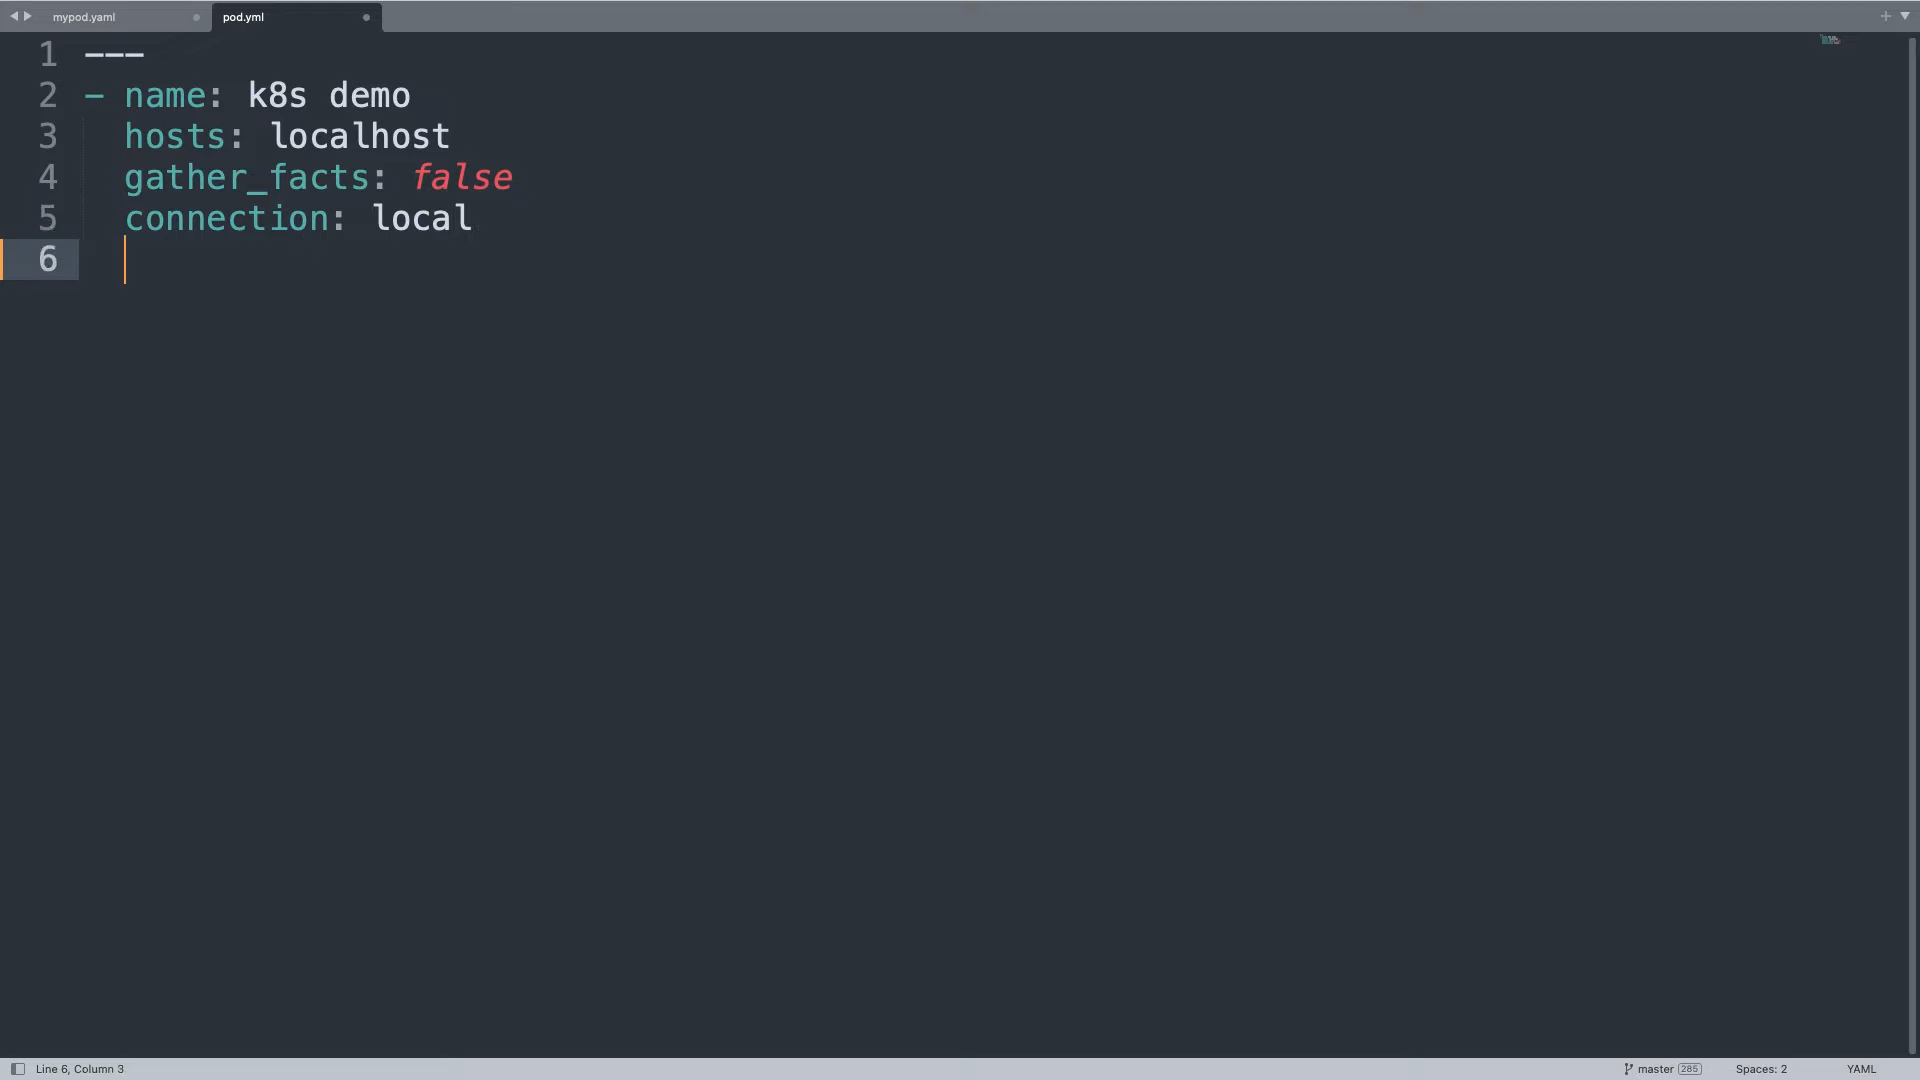 mypod.yaml
pod.yml
1 ---
2 - name: k8s demo
3 hosts: localhost
4 gather_facts: false
5 connection: local
6
Line 6, Column 3
master 285
Spaces: 2
YAML